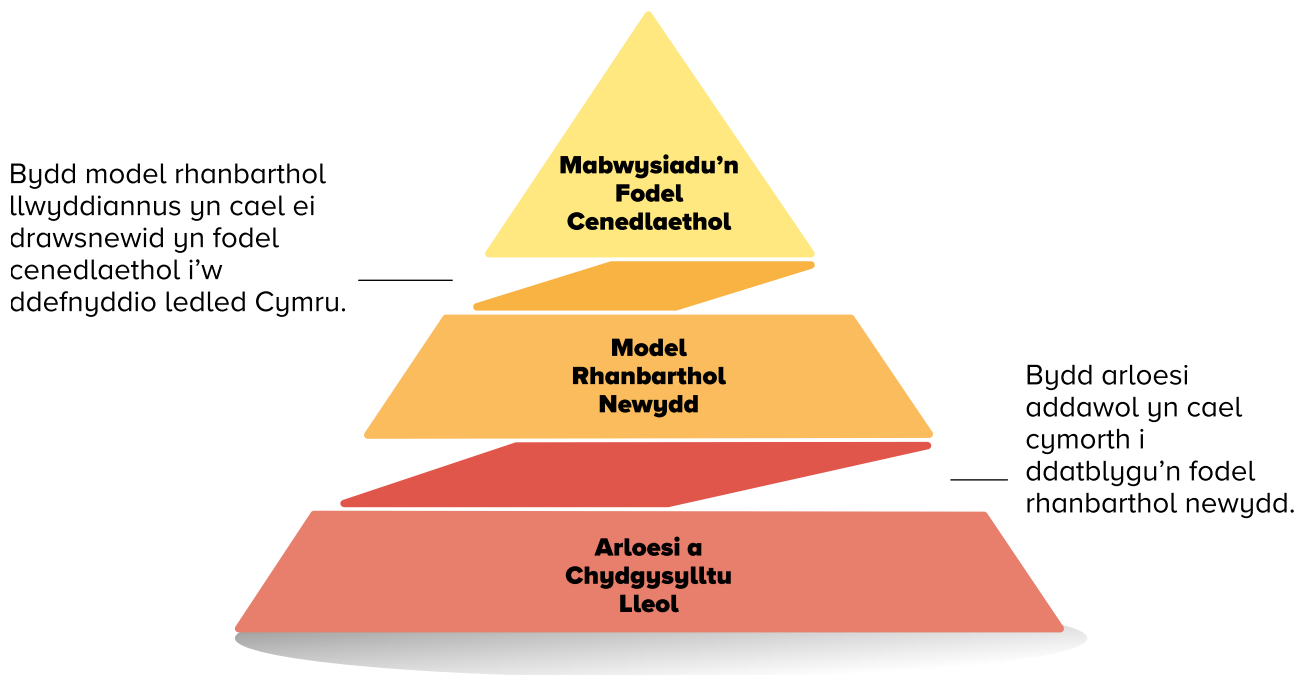 Mabwysiadu’n
Fodel
Cenedlaethol
Bydd model rhanbarthol
llwyddiannus yn cael ei
drawsnewid yn fodel
cenedlaethol i’w
ddefnyddio ledled Cymru.
Model
Rhanbarthol
Newydd
Bydd arloesi
addawol yn cael
cymorth i
ddatblygu’n fodel
rhanbarthol newydd.
Arloesi a
Chydgysylltu
Lleol